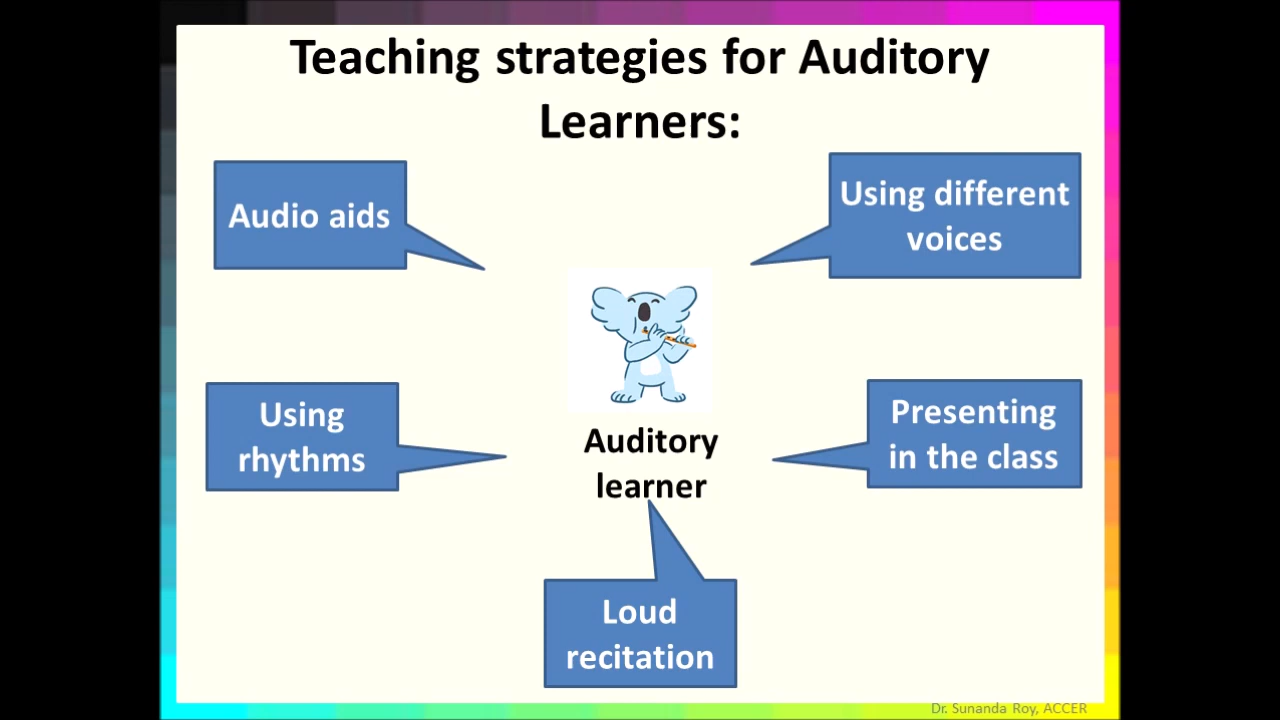 Teaching strategies for Auditory
Learners:
Audio aids
Using different
voices
Using
rhythms
Auditory
learner
Presenting
in the class
Loud
recitation
Dr. Sunanda Roy, ACCER